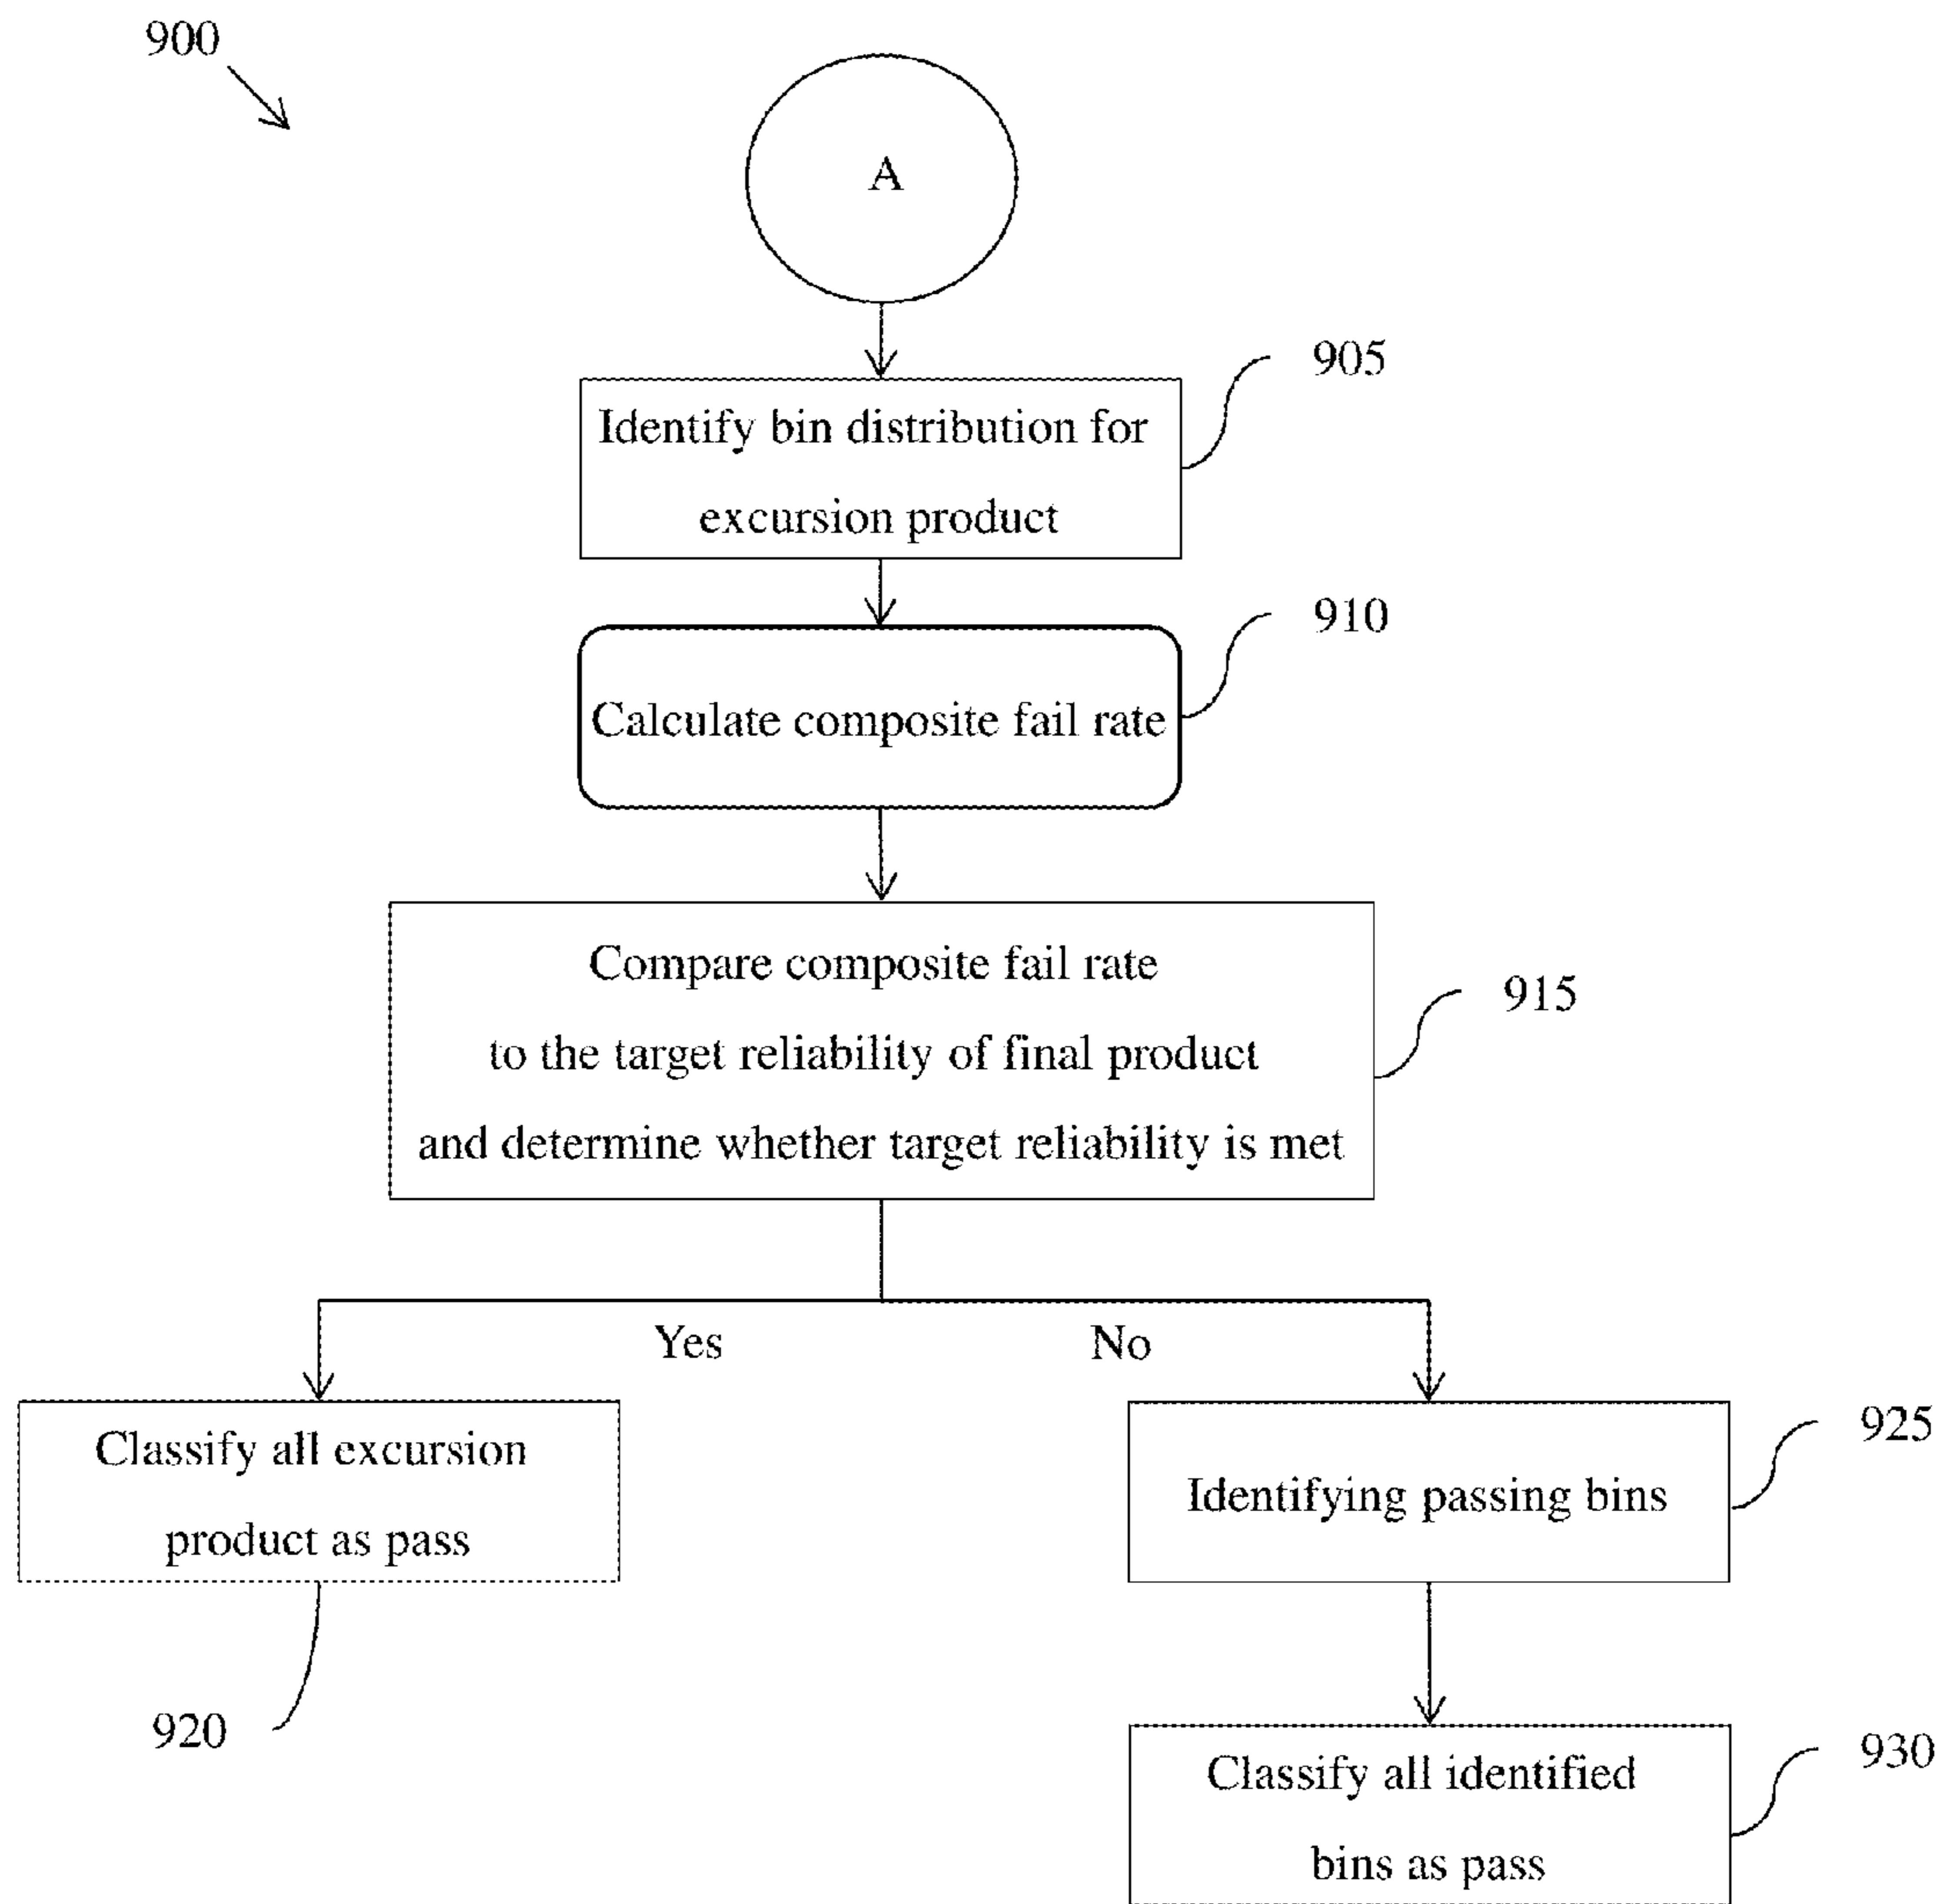 900
A
905
Identify bin distribution for
excursion product
910
Calculate composite fail rate
Compare composite fail rate
915
to the target reliability of final product
and determine whether target reliability is met
Yes
No
Classify all excursion
product as pass
920
925
Identifying passing bins
930
Classify all identified
bins as pass